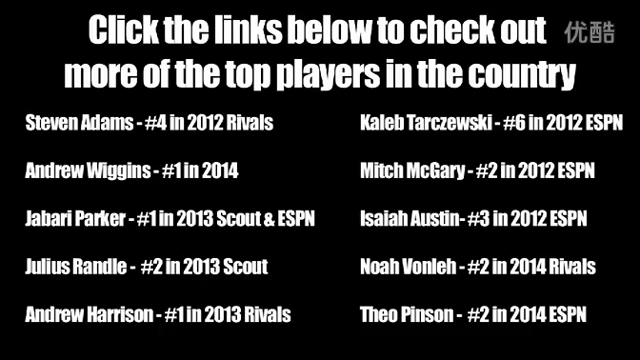 Click the links below to check out
more of the top players in the country
优酷
Steven Adams - #4 in 2012 Rivals
Andrew Wiggins - #1 in 2014
Jabari Parker - #1 in 2013 Scout & ESPN
Julius Randle - #2 in 2013 Scout
Andrew Harrison - #1 in 2013 Rivals
Kaleb Tarczewski - #6 in 2012 ESPN
Mitch McGary - #2 in 2012 ESPN
Isaiah Austin- #3 in 2012 ESPN
Noah Vonleh - #2 in 2014 Rivals
Theo Pinson - #2 in 2014 ESPN